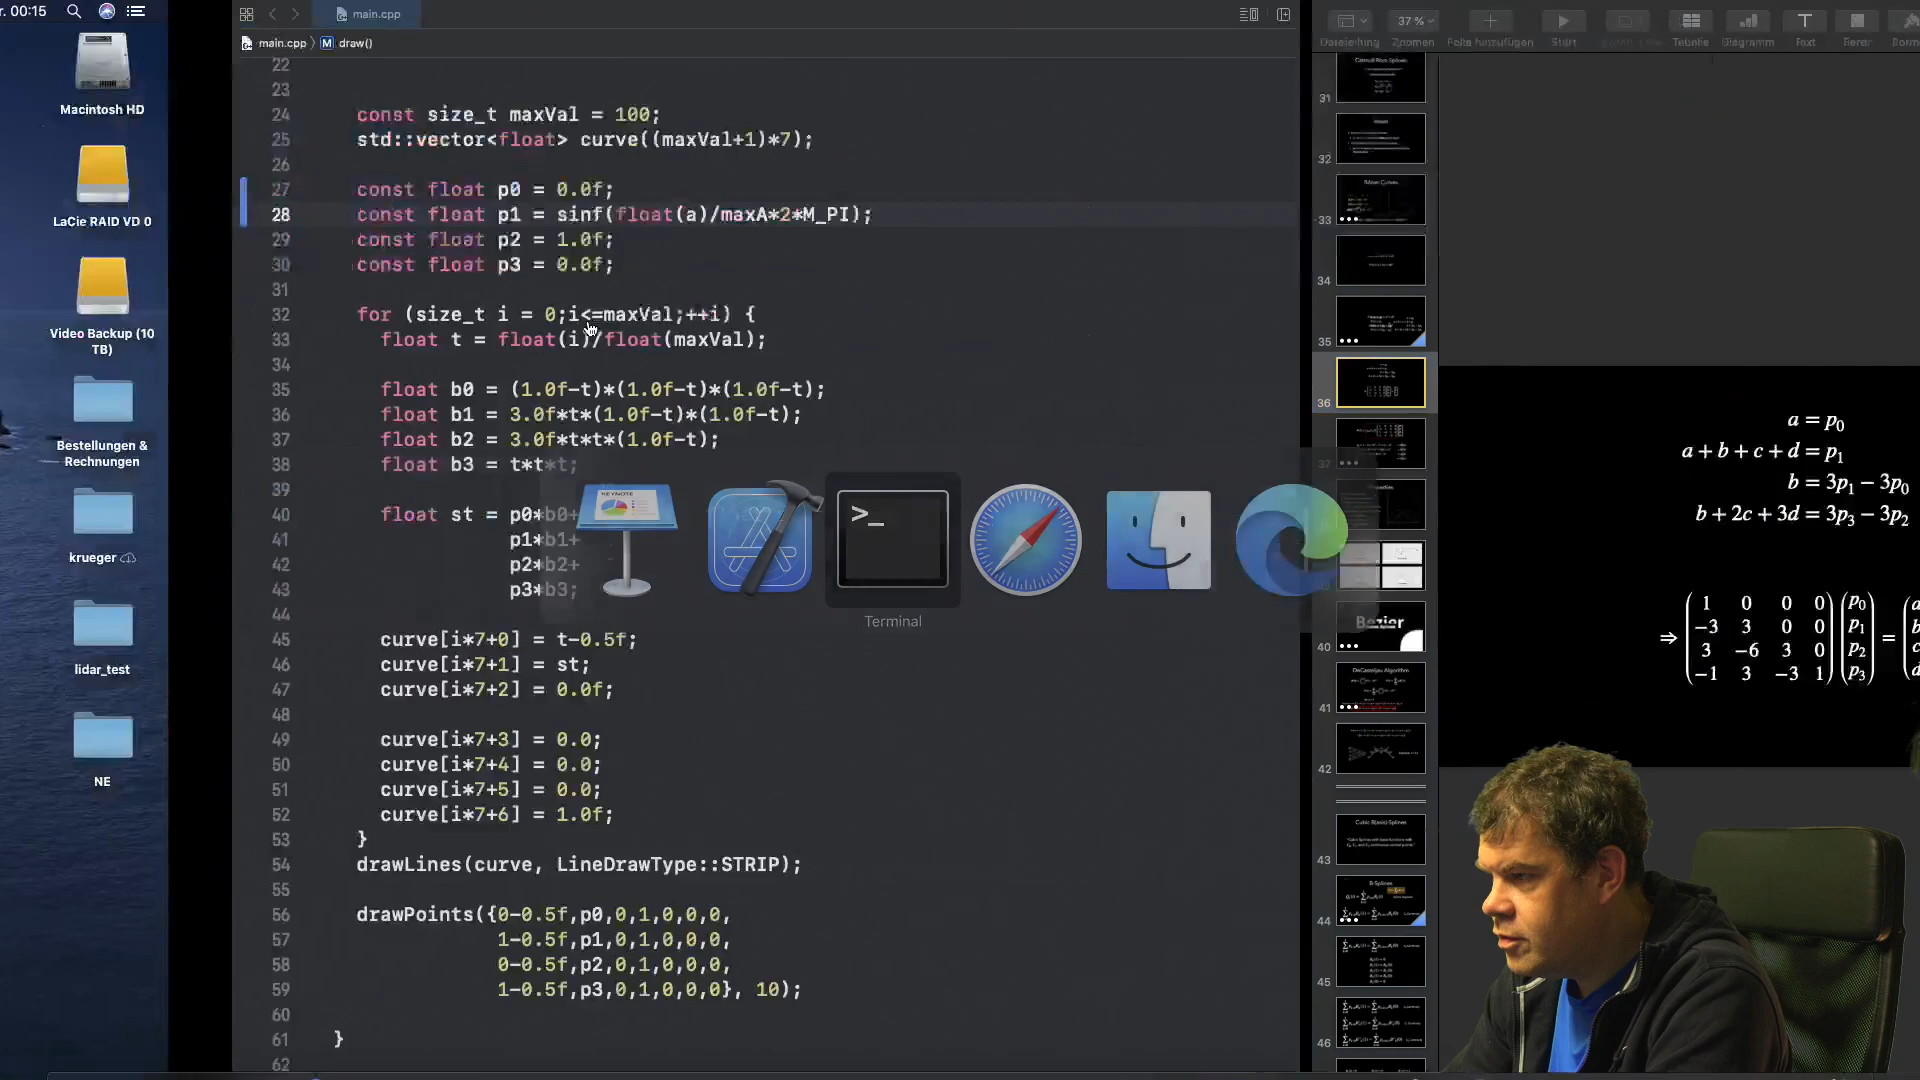 r. 00:15
Macintosh HD
LaCie RAID VD 0
Video Backup (10
TB)
Bestellungen &
Rechnungen
krueger
lidar_test
NE
main.cpp
main.cpp 〉 M draw()
22
23
24 const size_t maxVal = 100;
25 std::vector<float> curve((maxVal+1)*7);
26
27 const float p0 = 0.0f;
28 const float p1 = sinf(float(a)/maxA*2*M_PI);
29 const float p2 = 1.0f;
30 const float p3 = 0.0f;
31
32 for (size_t i = 0;i<=maxVal;++i) {
33 float t = float(i)/float(maxVal);
34
35 float b0 = (1.0f-t)*(1.0f-t)*(1.0f-t);
36 float b1 = 3.0f*t*(1.0f-t)*(1.0f-t);
37 float b2 = 3.0f*t*t*(1.0f-t);
38 float b3 = t*t*t;
39
40 float st = p0*b0+
41 p1*b1+
42 p2*b2+
43 p3*b3;
44
45 curve[i*7+0] = t-0.5f;
46 curve[i*7+1] = st;
47 curve[i*7+2] = 0.0f;
48
49 curve[i*7+3] = 0.0;
50 curve[i*7+4] = 0.0;
51 curve[i*7+5] = 0.0;
52 curve[i*7+6] = 1.0f;
53 }
54 drawLines(curve, LineDrawType::STRIP);
55
56 drawPoints({0-0.5f,p0,0,1,0,0,0,
57 1-0.5f,p1,0,1,0,0,0,
58 0-0.5f,p2,0,1,0,0,0,
59 1-0.5f,p3,0,1,0,0,0}, 10);
60
61 }
62
KEYNOTE
>_
Terminal
37 %
Zoomen
Folie hinzufügen
Start
Tabelle
Diagramm
Text
31
32
33
34
35
36
37
40
Bezier
41
42
43
44
B-Splines
45
46
a = p₀
a + b + c + d = p₁
b = 3p₁ − 3p₀
b + 2c + 3d = 3p₃ − 3p₂
⇒
1 0 0 0 p₀
−3 3 0 0 p₁
3 −6 3 0 p₂
−1 3 −3 1 p₃
=